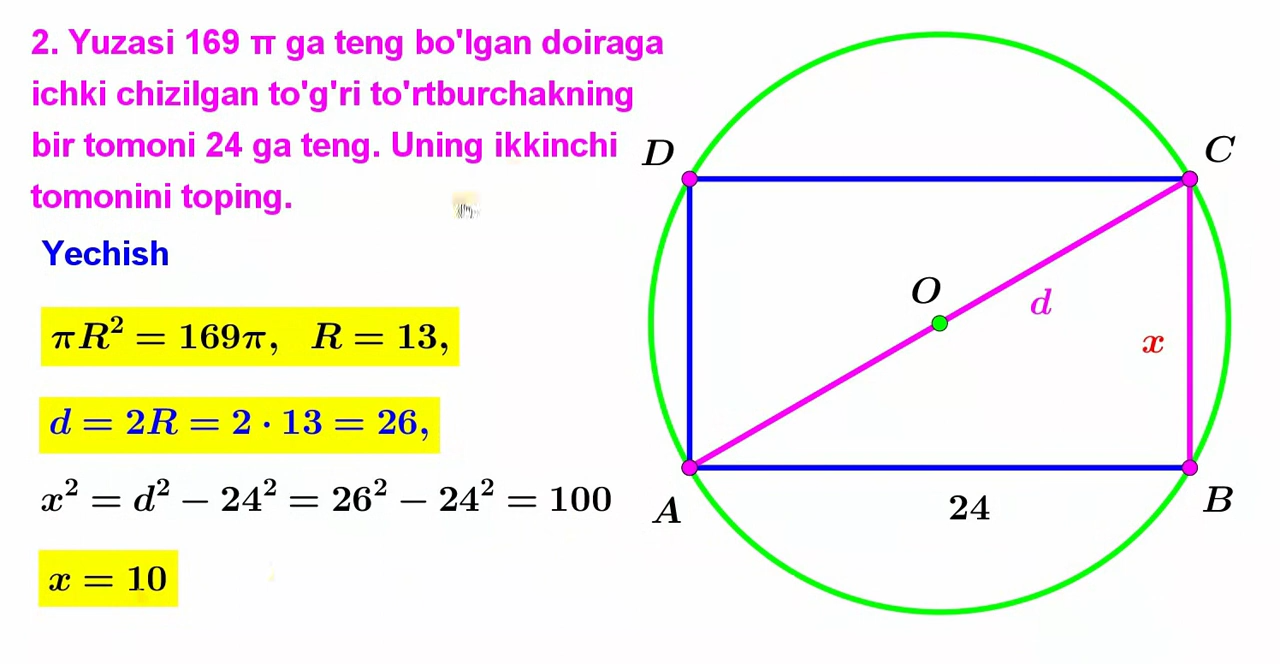 2. Yuzasi 169 π ga teng bo'lgan doiraga
ichki chizilgan to'g'ri to'rtburchakning
bir tomoni 24 ga teng. Uning ikkinchi
tomonini toping.
Yechish
πR² = 169π, R = 13,
d = 2R = 2 · 13 = 26,
x² = d² − 24² = 26² − 24² = 100
x = 10
D
C
O
d
x
A
24
B